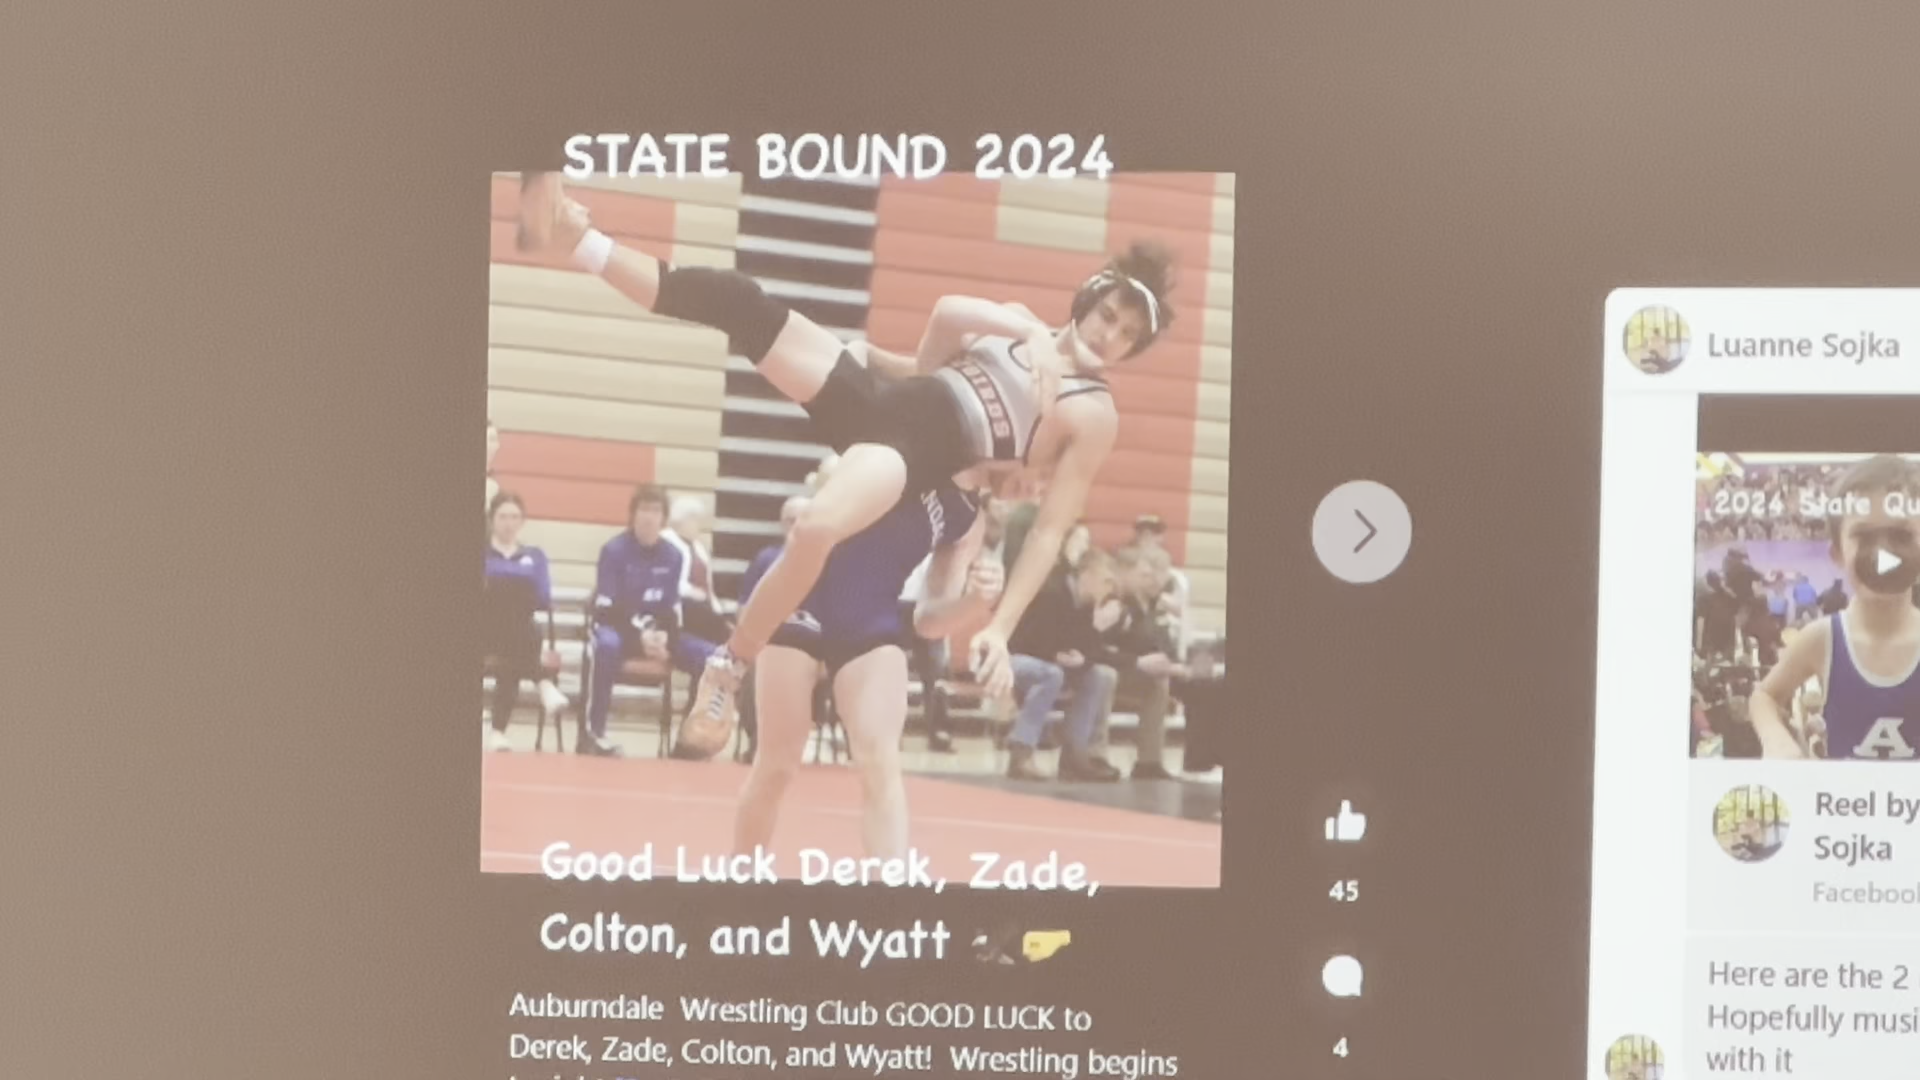 STATE BOUND 2024
Good Luck Derek, Zade,
Colton, and Wyatt
Auburndale Wrestling Club GOOD LUCK to
Derek, Zade, Colton, and Wyatt! Wrestling begins
45
4
Luanne Sojka
2024 State Qu
A
Reel by
Sojka
Facebook
Here are the 2
Hopefully musi
with it